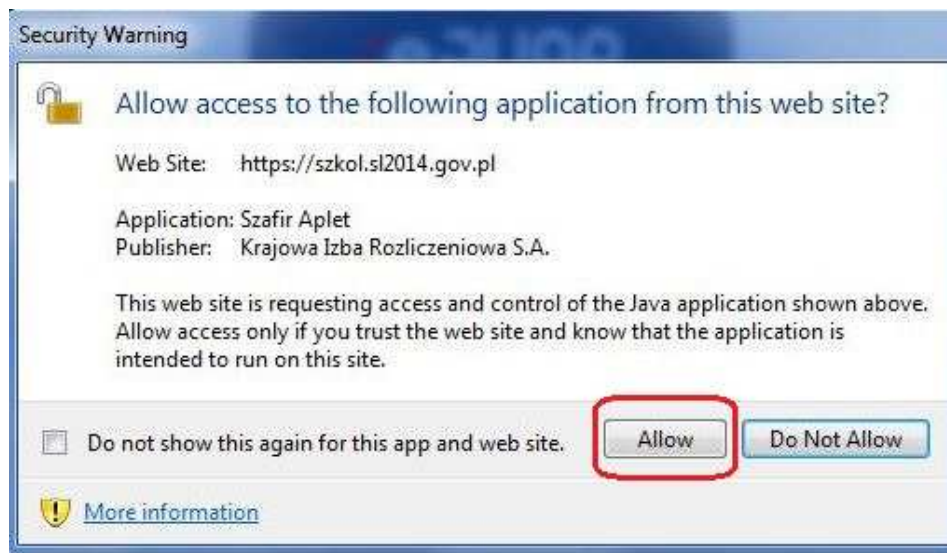 Security Warning
Allow access to the following application from this web site?
Web Site: https://szkol.sl2014.gov.pl
Application: Szafir Aplet
Publisher: Krajowa Izba Rozliczeniowa S.A.
This web site is requesting access and control of the Java application shown above.
Allow access only if you trust the web site and know that the application is
intended to run on this site.
Do not show this again for this app and web site.
Allow
Do Not Allow
More information